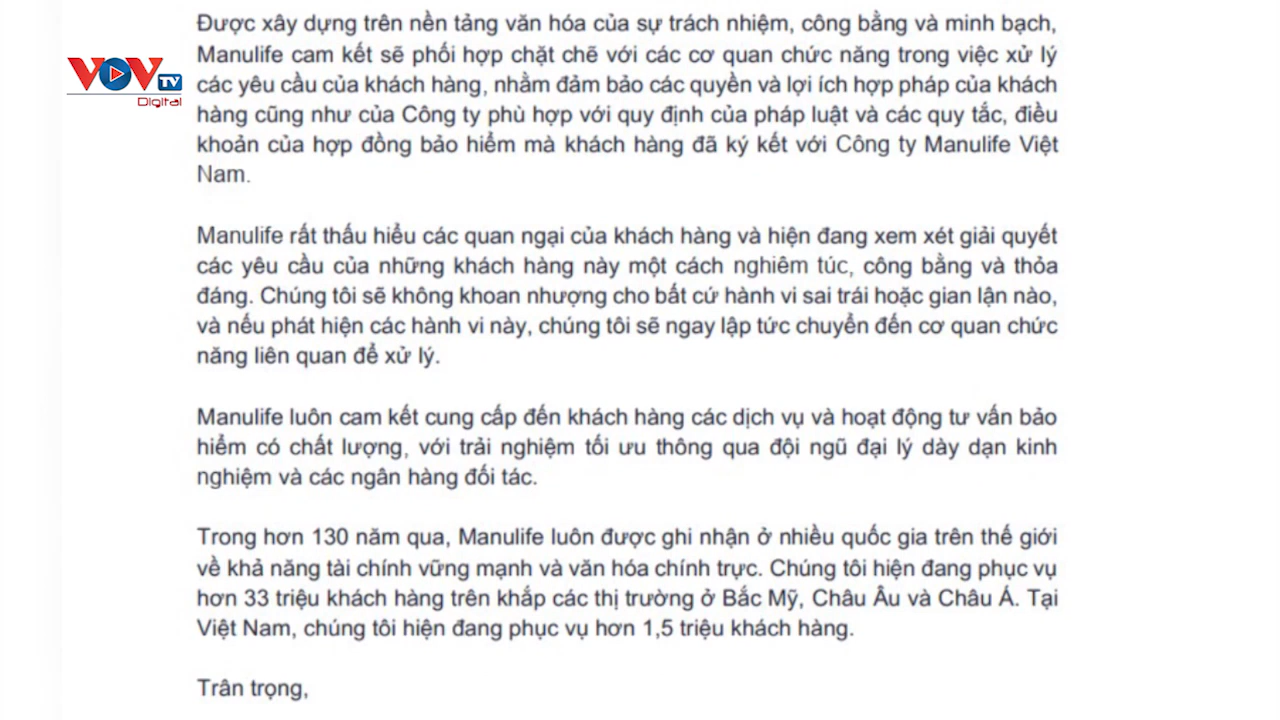 Được xây dựng trên nền tảng văn hóa của sự trách nhiệm, công bằng và minh bạch,
Manulife cam kết sẽ phối hợp chặt chẽ với các cơ quan chức năng trong việc xử lý
các yêu cầu của khách hàng, nhằm đảm bảo các quyền và lợi ích hợp pháp của khách
hàng cũng như của Công ty phù hợp với quy định của pháp luật và các quy tắc, điều
khoản của hợp đồng bảo hiểm mà khách hàng đã ký kết với Công ty Manulife Việt
Nam.
VOV TV
Digital
Manulife rất thấu hiểu các quan ngại của khách hàng và hiện đang xem xét giải quyết
các yêu cầu của những khách hàng này một cách nghiêm túc, công bằng và thỏa
đáng. Chúng tôi sẽ không khoan nhượng cho bất cứ hành vi sai trái hoặc gian lận nào,
và nếu phát hiện các hành vi này, chúng tôi sẽ ngay lập tức chuyển đến cơ quan chức
năng liên quan để xử lý.
Manulife luôn cam kết cung cấp đến khách hàng các dịch vụ và hoạt động tư vấn bảo
hiểm có chất lượng, với trải nghiệm tối ưu thông qua đội ngũ đại lý dày dạn kinh
nghiệm và các ngân hàng đối tác.
Trong hơn 130 năm qua, Manulife luôn được ghi nhận ở nhiều quốc gia trên thế giới
về khả năng tài chính vững mạnh và văn hóa chính trực. Chúng tôi hiện đang phục vụ
hơn 33 triệu khách hàng trên khắp các thị trường ở Bắc Mỹ, Châu Âu và Châu Á. Tại
Việt Nam, chúng tôi hiện đang phục vụ hơn 1,5 triệu khách hàng.
Trân trọng,